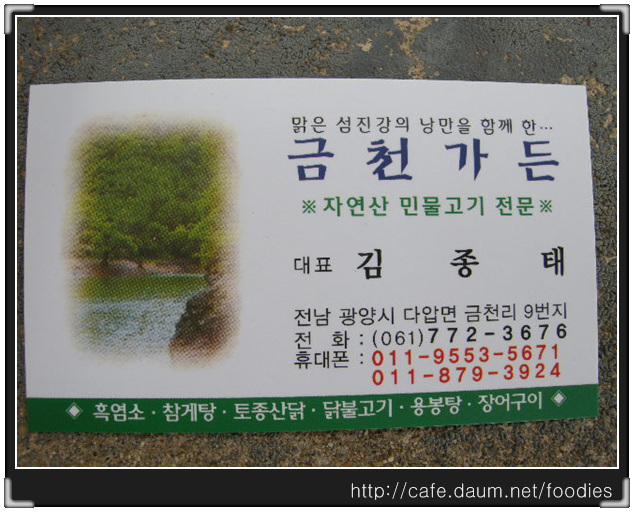 맑은 섬진강의 낭만을 함께 한...
금천가든
※자연산 민물고기 전문※
대표 김종태
전남 광양시 다압면 금천리 9번지
전 화 : (061)772-3676
휴대폰 : 011-9553-5671
011-879-3924
◈ 흑염소 · 참게탕 · 토종산닭 · 닭불고기 · 용봉탕 · 장어구이 ◈
http://cafe.daum.net/foodies